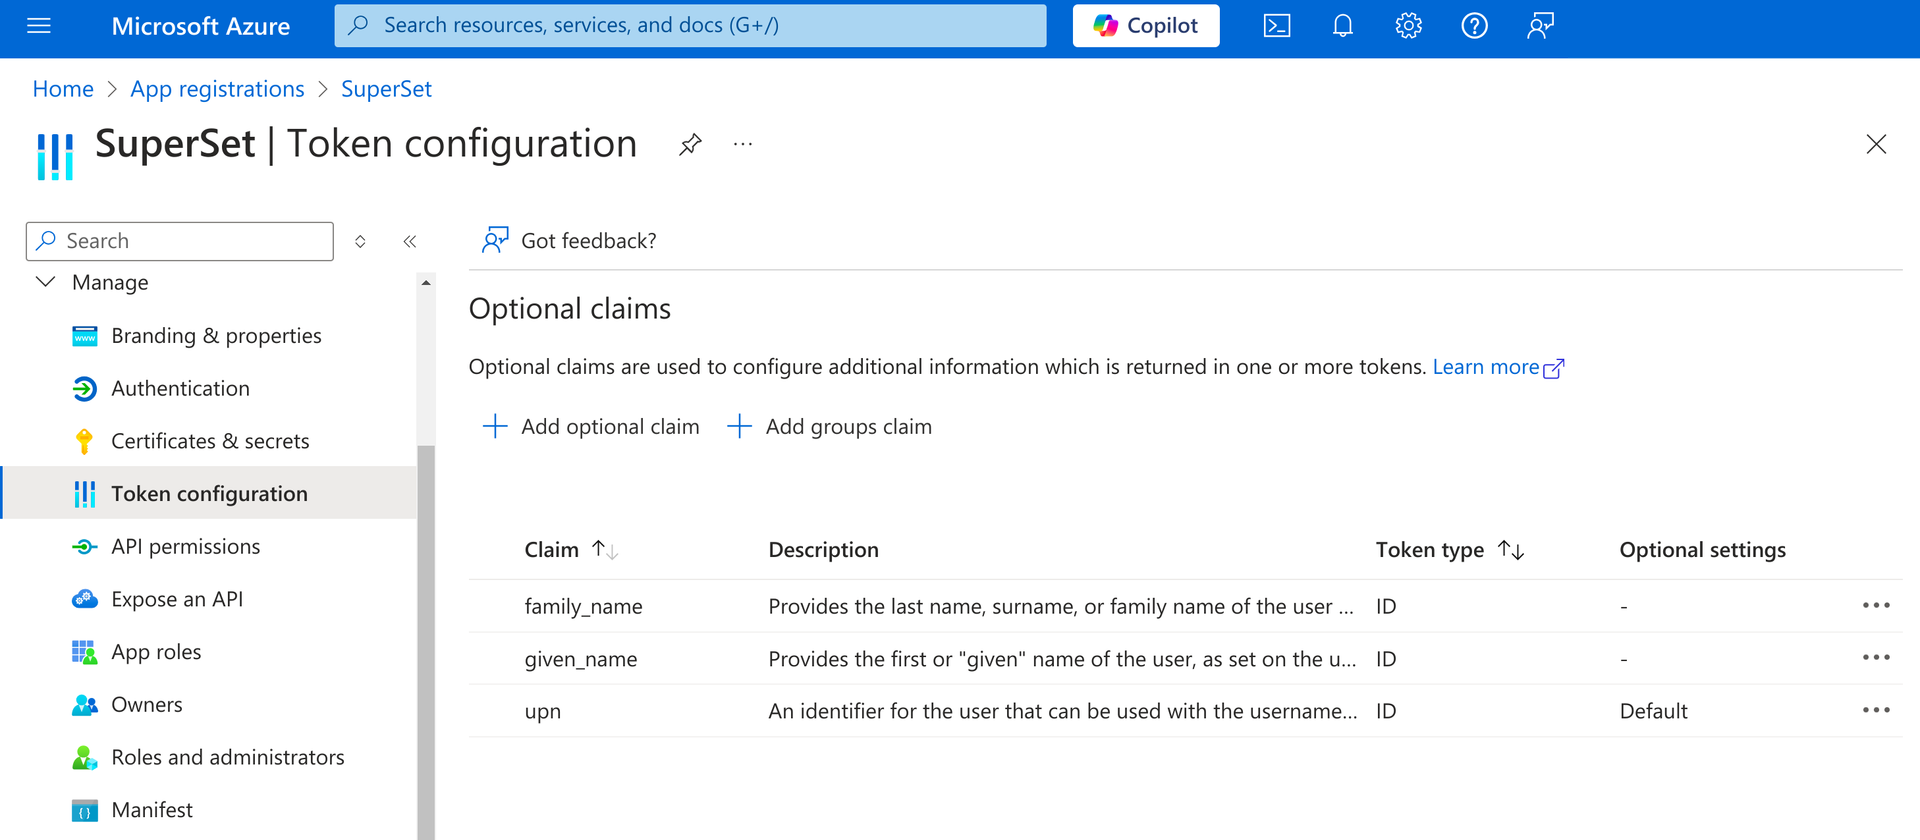 Microsoft Azure
Search resources, services, and docs (G+/)
Copilot
Home > App registrations > SuperSet
SuperSet | Token configuration
Search
Got feedback?
Manage
Branding & properties
Authentication
Certificates & secrets
Token configuration
API permissions
Expose an API
App roles
Owners
Roles and administrators
Manifest
Optional claims
Optional claims are used to configure additional information which is returned in one or more tokens. Learn more
Add optional claim Add groups claim
Claim Description Token type Optional settings
family_name Provides the last name, surname, or family name of the user ... ID -
given_name Provides the first or "given" name of the user, as set on the u... ID -
upn An identifier for the user that can be used with the username... ID Default